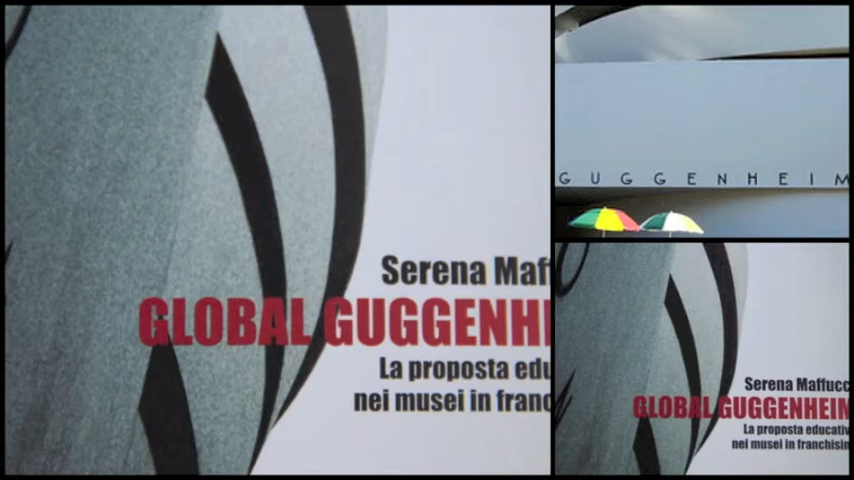 Serena Maf
GLOBAL GUGGENHE
La proposta edu
nei musei in franc
GUGGENHEIM
Serena Maffucc
GLOBAL GUGGENHEIM
La proposta educativ
nei musei in franchisin